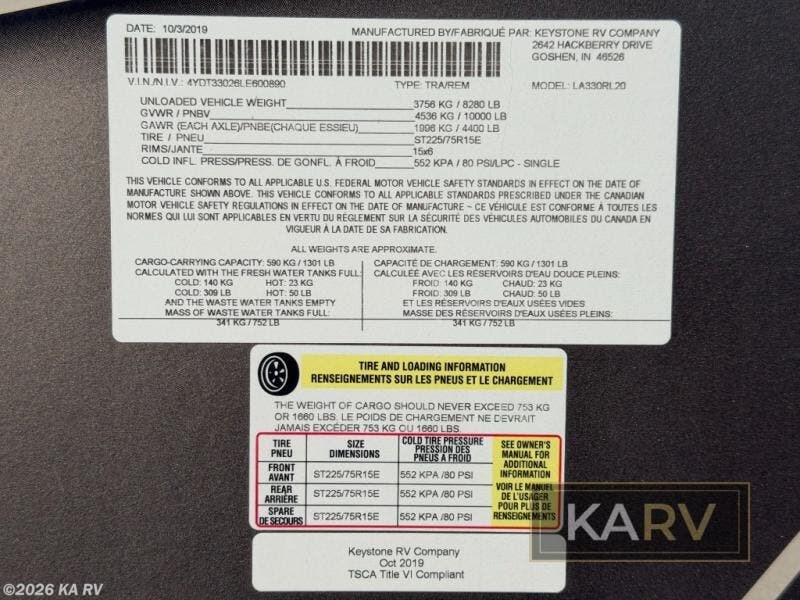 DATE: 10/3/2019
MANUFACTURED BY/FABRIQUÉ PAR: KEYSTONE RV COMPANY
2642 HACKBERRY DRIVE
GOSHEN, IN 46526
V.I.N./N.I.V.: 4YDT33026LE600890 TYPE: TRA/REM MODEL: LA330RL20
UNLOADED VEHICLE WEIGHT 3756 KG / 8280 LB
GVWR / PNBV 4536 KG / 10000 LB
GAWR (EACH AXLE)/PNBE(CHAQUE ESSIEU) 1996 KG / 4400 LB
TIRE / PNEU ST225/75R15E
RIMS/JANTE 15x6
COLD INFL. PRESS/PRESS. DE GONFL. À FROID 552 KPA / 80 PSI/LPC - SINGLE
THIS VEHICLE CONFORMS TO ALL APPLICABLE U.S. FEDERAL MOTOR VEHICLE SAFETY STANDARDS IN EFFECT ON THE DATE OF
MANUFACTURE SHOWN ABOVE. THIS VEHICLE CONFORMS TO ALL APPLICABLE STANDARDS PRESCRIBED UNDER THE CANADIAN
MOTOR VEHICLE SAFETY REGULATIONS IN EFFECT ON THE DATE OF MANUFACTURE ~ CE VÉHICULE EST CONFORME À TOUTES LES
NORMES QUI LUI SONT APPLICABLES EN VERTU DU RÈGLEMENT SUR LA SÉCURITÉ DES VÉHICULES AUTOMOBILES DU CANADA EN
VIGUEUR À LA DATE DE SA FABRICATION.
ALL WEIGHTS ARE APPROXIMATE.
CARGO-CARRYING CAPACITY: 590 KG / 1301 LB
CALCULATED WITH THE FRESH WATER TANKS FULL:
COLD: 140 KG HOT: 23 KG
COLD: 309 LB HOT: 50 LB
AND THE WASTE WATER TANKS EMPTY
MASS OF WASTE WATER TANKS FULL:
341 KG / 752 LB
CAPACITÉ DE CHARGEMENT: 590 KG / 1301 LB
CALCULÉE AVEC LES RÉSERVOIRS D'EAU DOUCE PLEINS:
FROID: 140 KG CHAUD: 23 KG
FROID: 309 LB CHAUD: 50 LB
ET LES RÉSERVOIRS D'EAUX USÉES VIDES
MASSE DES RÉSERVOIRS D'EAUX USÉES PLEINS:
341 KG / 752 LB
TIRE AND LOADING INFORMATION
RENSEIGNEMENTS SUR LES PNEUS ET LE CHARGEMENT
THE WEIGHT OF CARGO SHOULD NEVER EXCEED 753 KG
OR 1660 LBS. LE POIDS DE CHARGEMENT NE DEVRAIT
JAMAIS EXCÉDER 753 KG OU 1660 LBS.
TIRE
PNEU
SIZE
DIMENSIONS
COLD TIRE PRESSURE
PRESSION DES
PNEUS A FROID
FRONT
AVANT
ST225/75R15E 552 KPA /80 PSI
REAR
ARRIÈRE
ST225/75R15E 552 KPA /80 PSI
SPARE
DE SECOURS
ST225/75R15E 552 KPA /80 PSI
SEE OWNER'S
MANUAL FOR
ADDITIONAL
INFORMATION
VOIR LE MANUEL
DE L'USAGER
POUR PLUS DE
RENSEIGNEMENTS
Keystone RV Company
Oct 2019
TSCA Title VI Compliant
KARV
©2026 KA RV